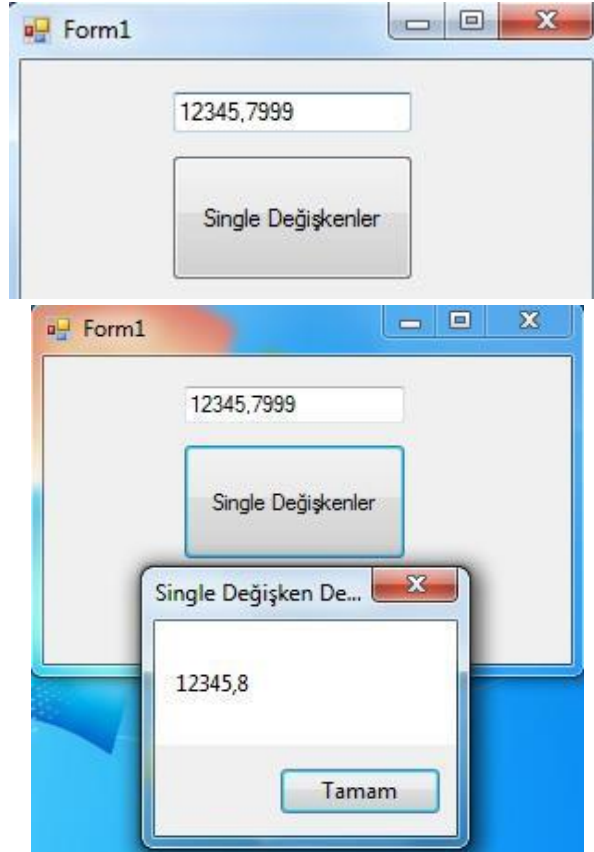 Form1
12345,7999
Single Değişkenler
Form1
12345,7999
Single Değişkenler
Single Değişken De...
12345,8
Tamam